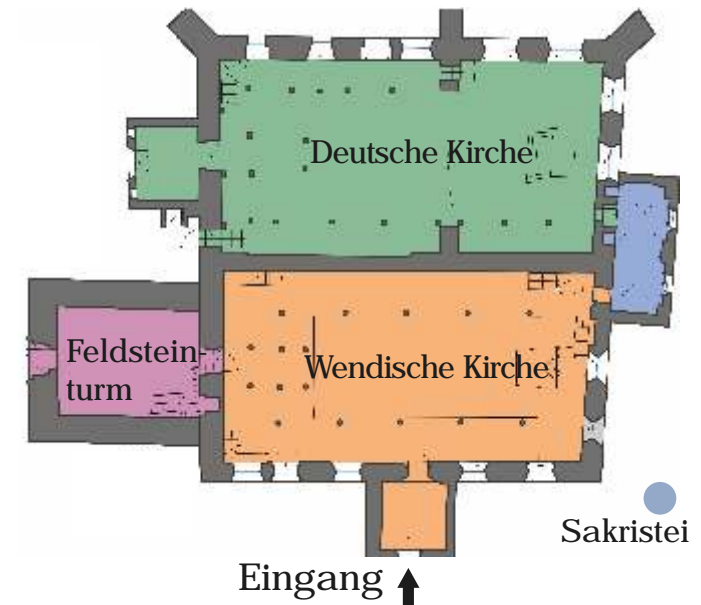 Deutsche Kirche
Feldstein-
turm
Wendische Kirche
Sakristei
Eingang